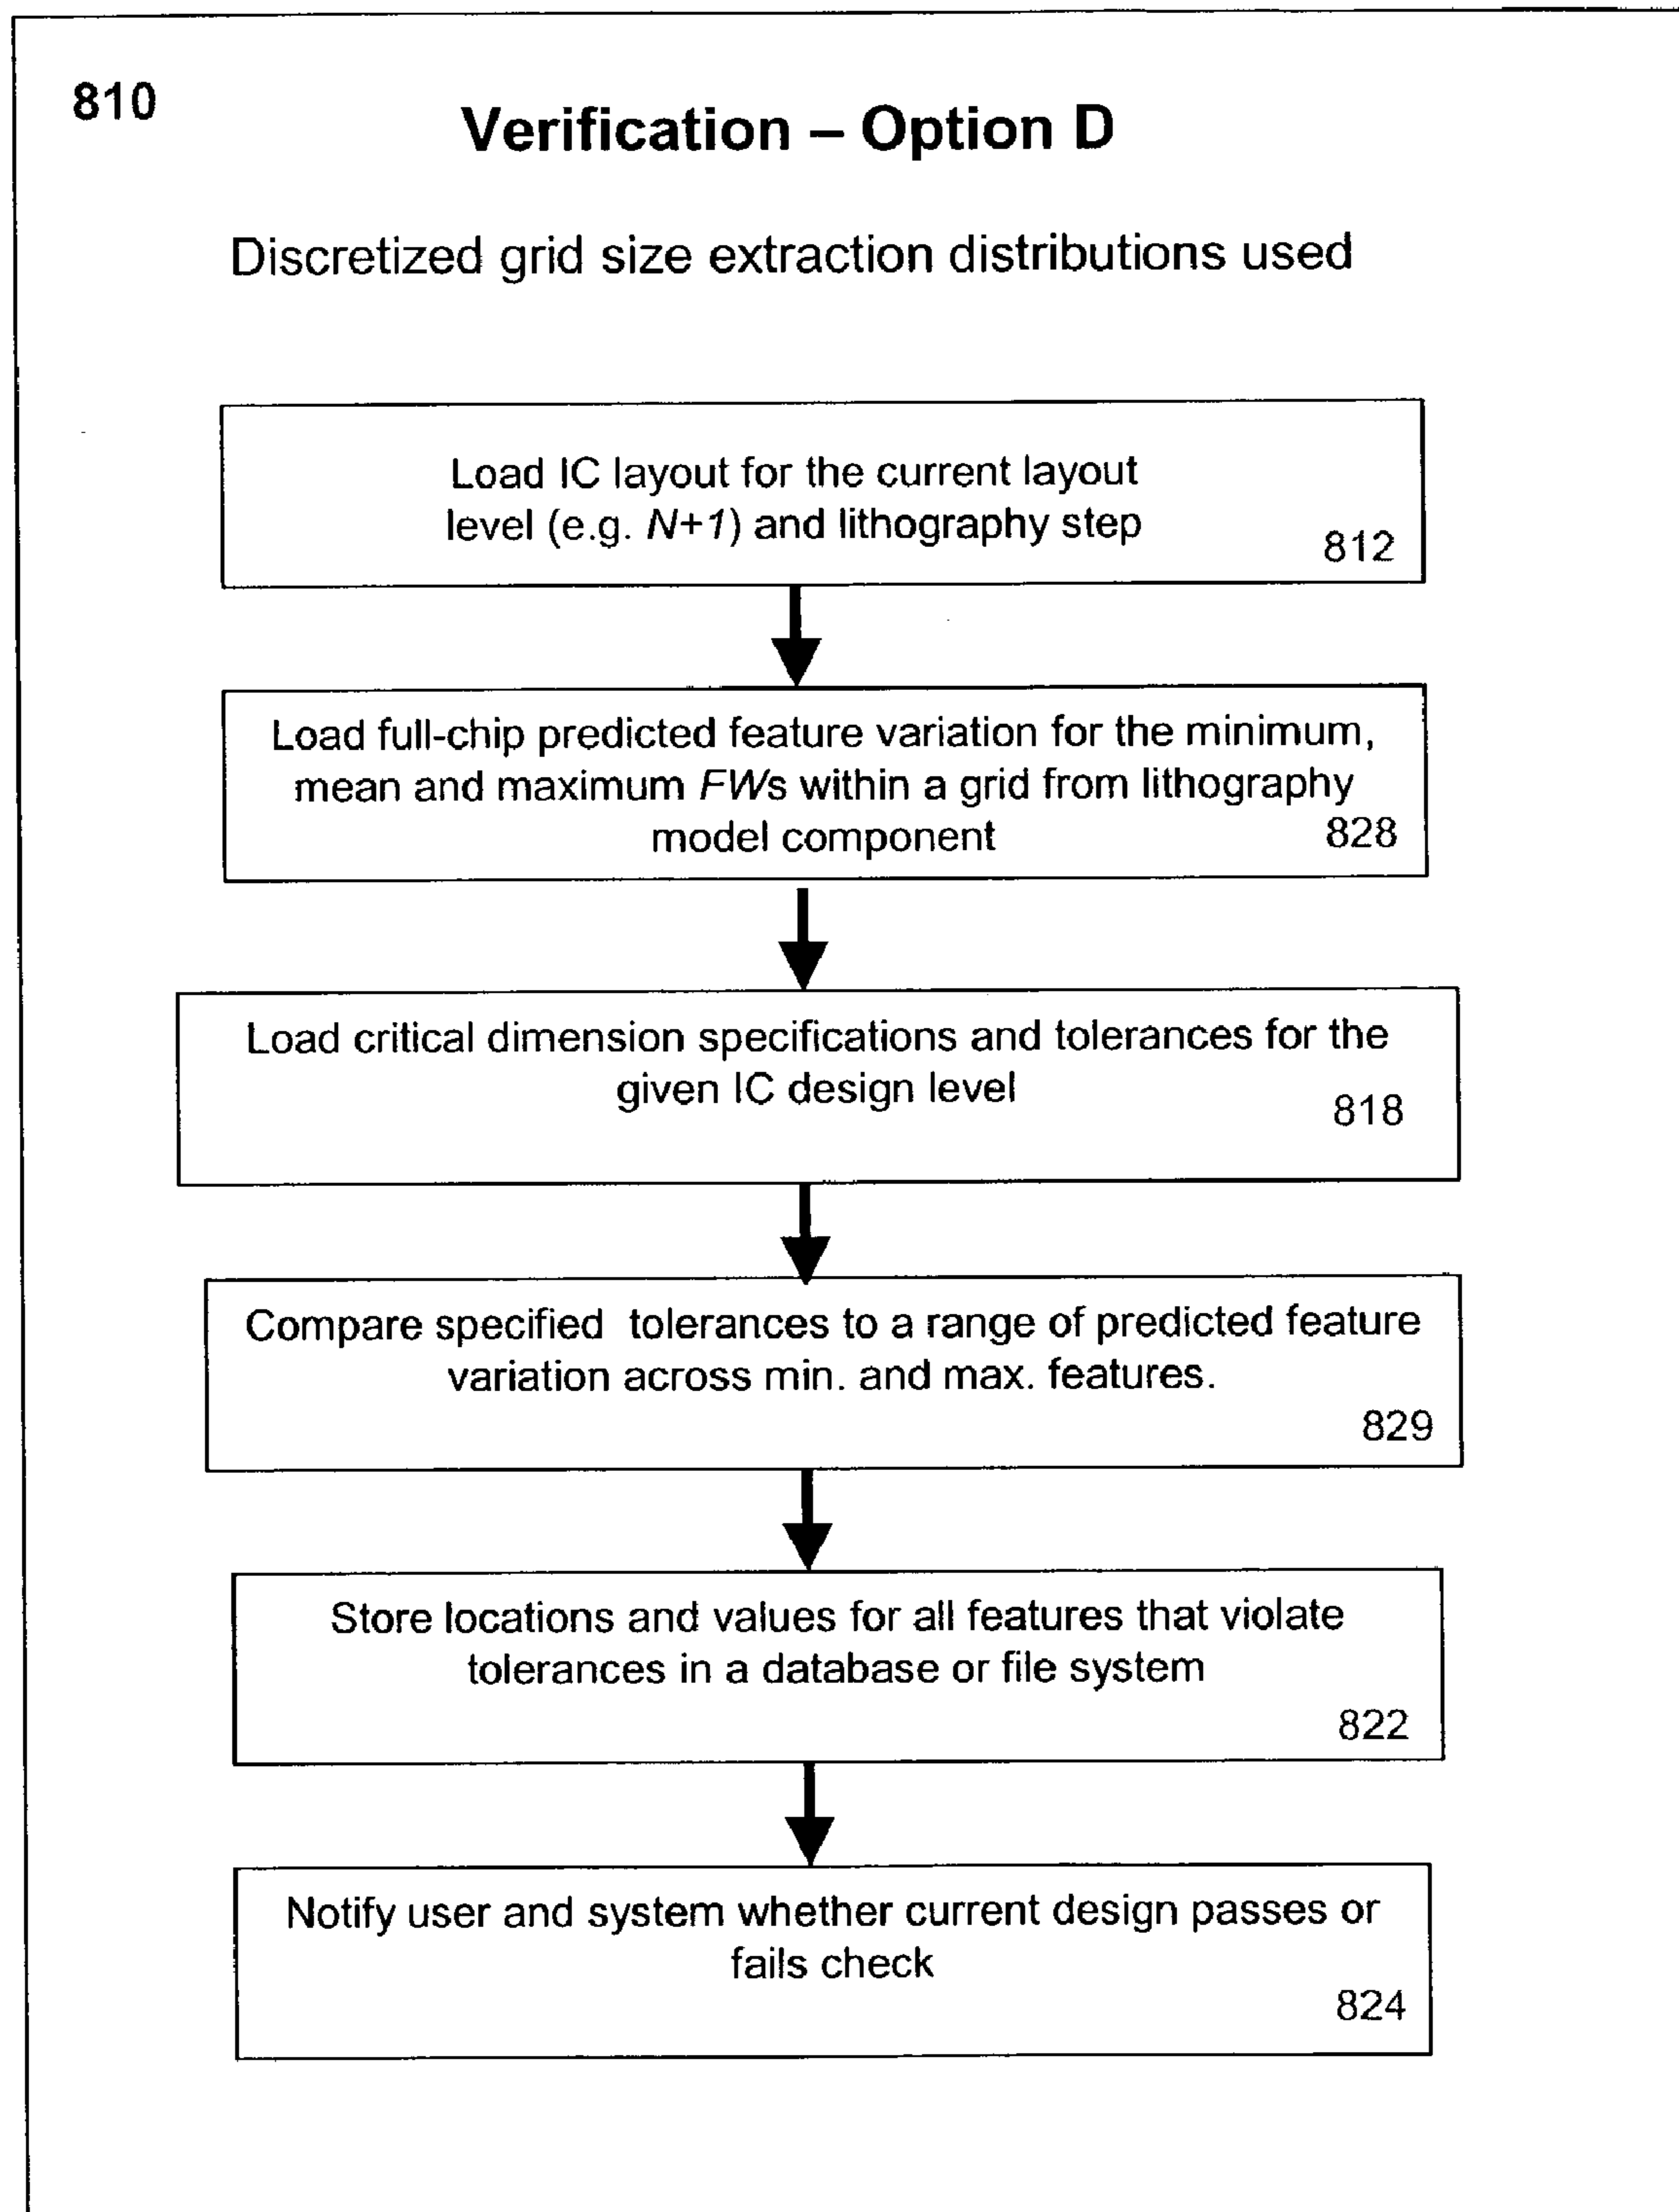 810
Verification – Option D
Discretized grid size extraction distributions used
Load IC layout for the current layout
level (e.g. N+1) and lithography step
812
Load full-chip predicted feature variation for the minimum,
mean and maximum FWs within a grid from lithography
model component
828
Load critical dimension specifications and tolerances for the
given IC design level
818
Compare specified tolerances to a range of predicted feature
variation across min. and max. features.
829
Store locations and values for all features that violate
tolerances in a database or file system
822
Notify user and system whether current design passes or
fails check
824